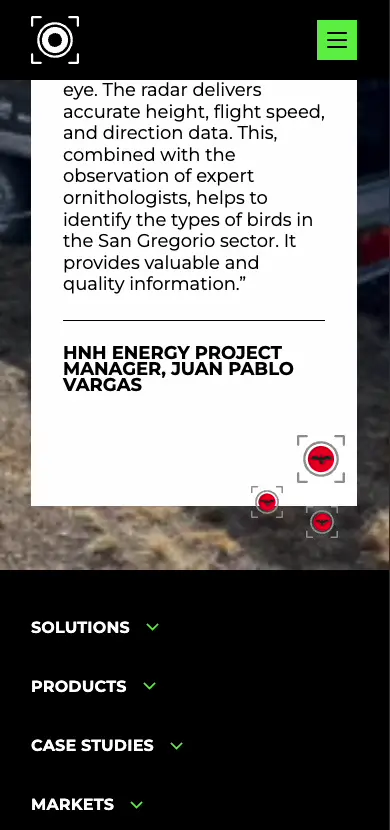 eye. The radar delivers
accurate height, flight speed,
and direction data. This,
combined with the
observation of expert
ornithologists, helps to
identify the types of birds in
the San Gregorio sector. It
provides valuable and
quality information.”
HNH ENERGY PROJECT
MANAGER, JUAN PABLO
VARGAS
SOLUTIONS
PRODUCTS
CASE STUDIES
MARKETS